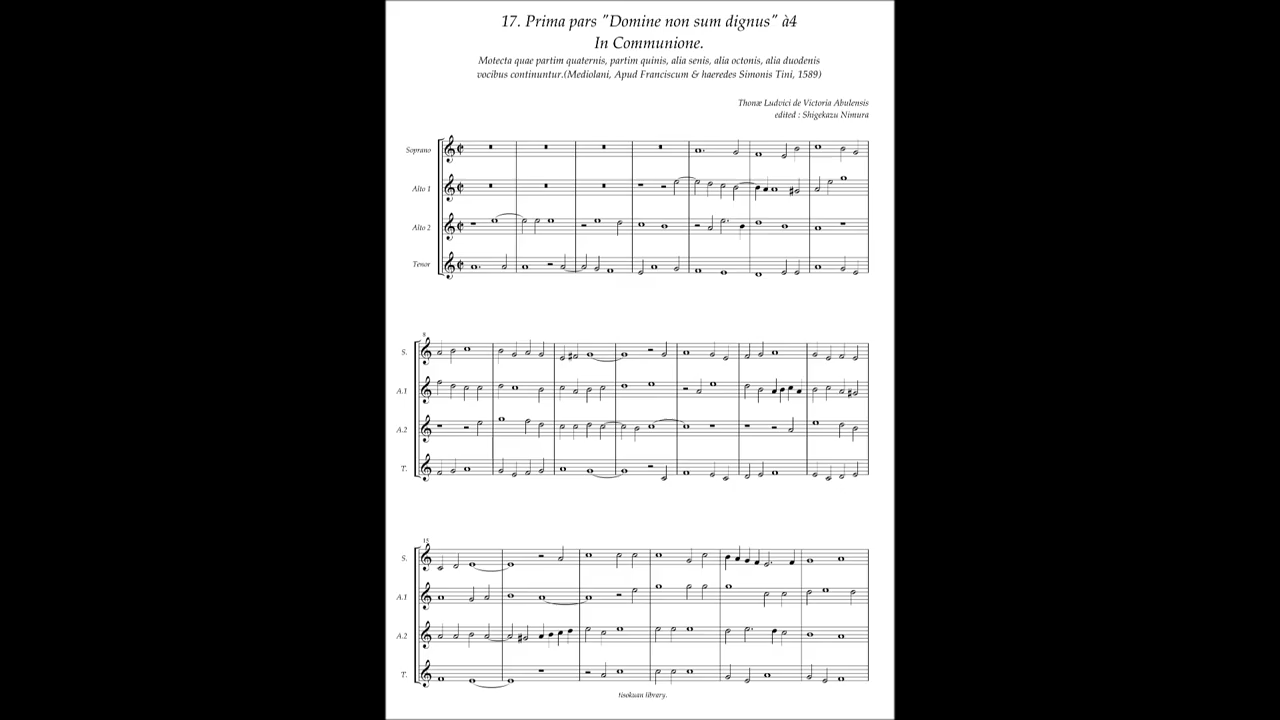 17. Prima pars "Domine non sum dignus" à4
In Communione.
Motecta quae partim quaternis, partim quinis, alia senis, alia octonis, alia duodenis
vocibus continuntur.(Mediolani, Apud Franciscum & haeredes Simonis Tini, 1589)
Thonæ Ludvici de Victoria Abulensis
edited : Shigekazu Nimura
Soprano
Alto 1
Alto 2
Tenor
8
S.
A.1
A.2
T.
15
S.
A.1
A.2
T.
tisokuan library.